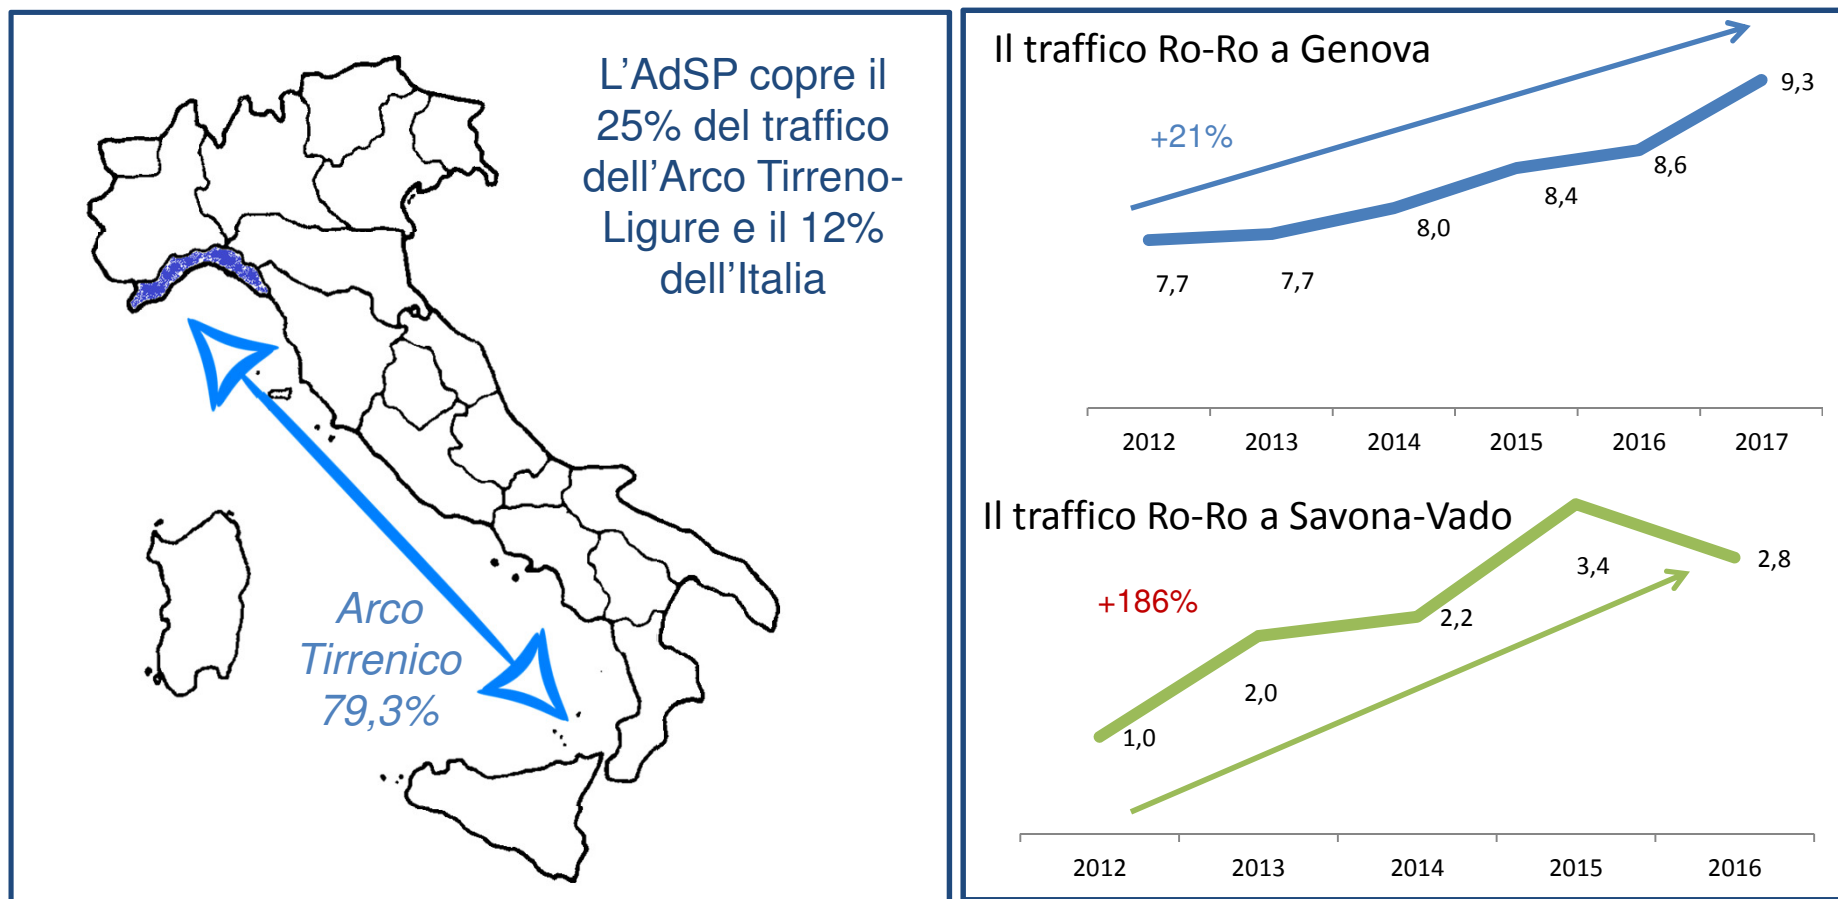 L’AdSP copre il
25% del traffico
dell’Arco Tirreno-
Ligure e il 12%
dell’Italia
Arco
Tirrenico
79,3%
Il traffico Ro-Ro a Genova
+21%
7,7
7,7
8,0
8,4
8,6
9,3
2012
2013
2014
2015
2016
2017
Il traffico Ro-Ro a Savona-Vado
+186%
1,0
2,0
2,2
3,4
2,8
2012
2013
2014
2015
2016